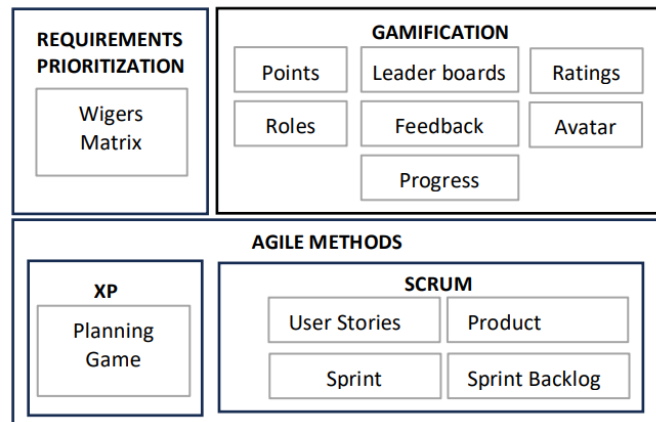 REQUIREMENTS
PRIORITIZATION
Wigers
Matrix
GAMIFICATION
Points
Leader boards
Ratings
Roles
Feedback
Avatar
Progress
AGILE METHODS
XP
Planning
Game
SCRUM
User Stories
Product
Sprint
Sprint Backlog